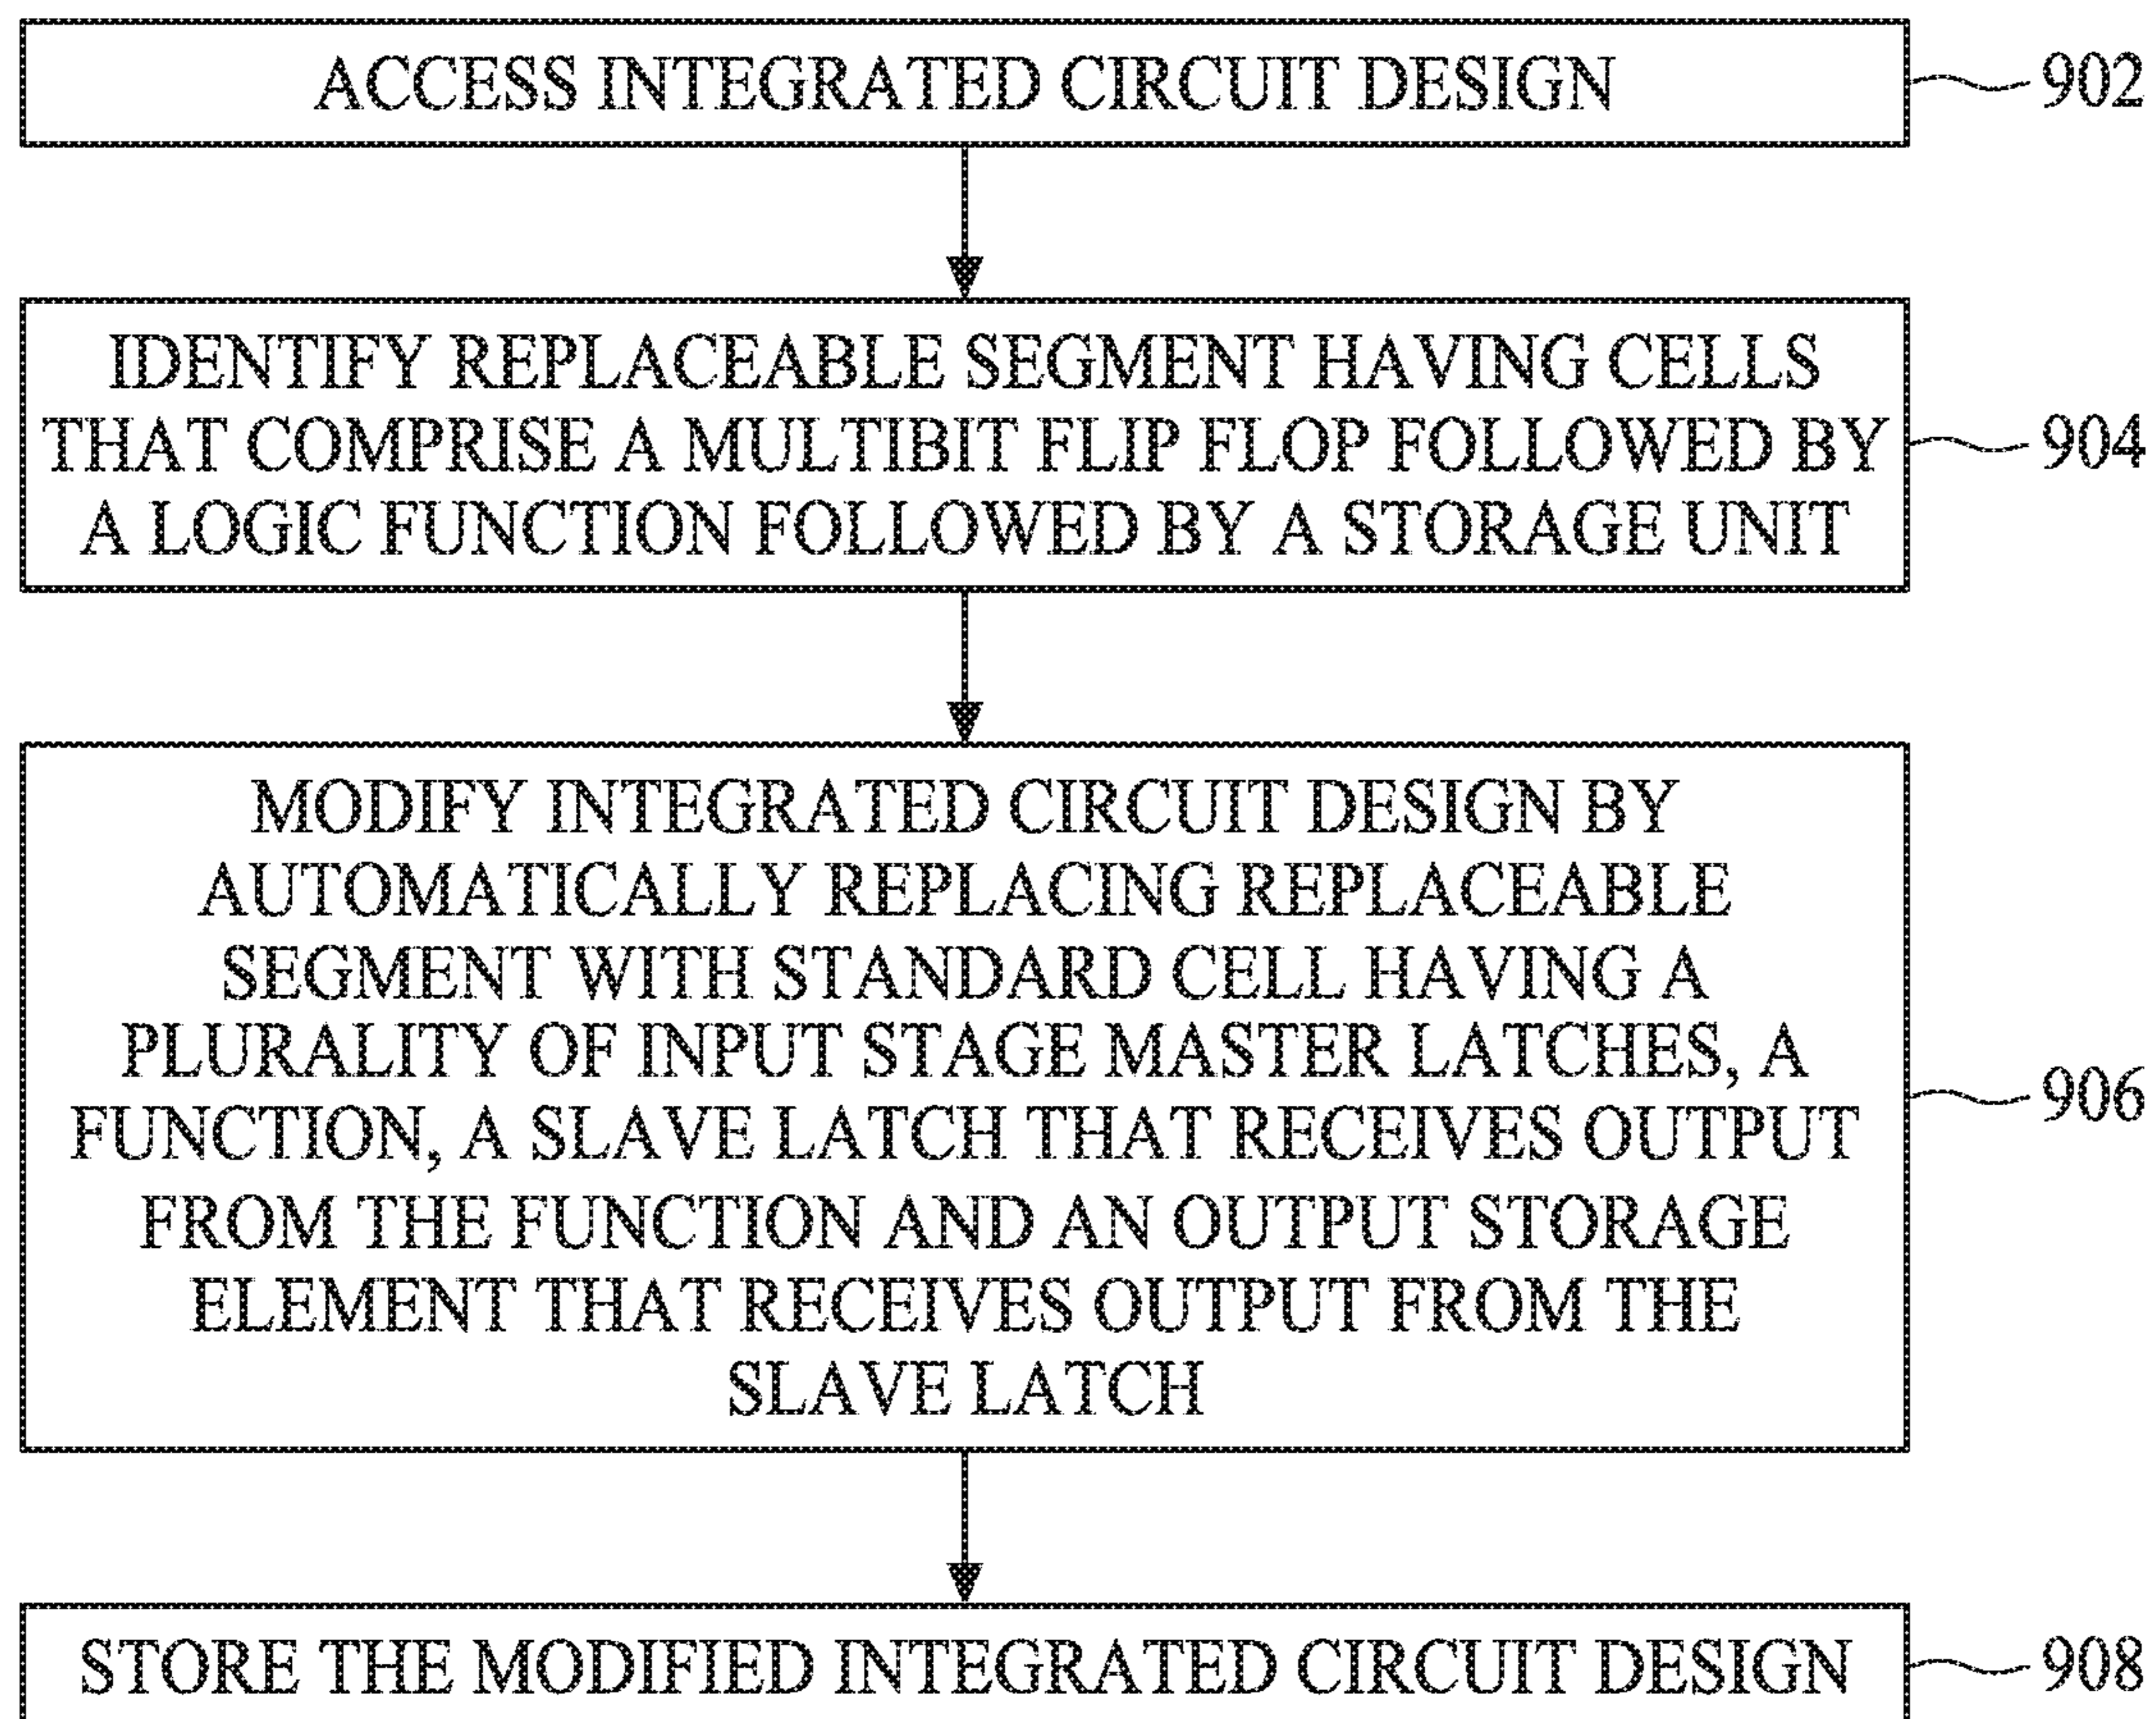 ACCESS INTEGRATED CIRCUIT DESIGN
902
IDENTIFY REPLACEABLE SEGMENT HAVING CELLS
THAT COMPRISE A MULTIBIT FLIP FLOP FOLLOWED BY
A LOGIC FUNCTION FOLLOWED BY A STORAGE UNIT
904
MODIFY INTEGRATED CIRCUIT DESIGN BY
AUTOMATICALLY REPLACING REPLACEABLE
SEGMENT WITH STANDARD CELL HAVING A
PLURALITY OF INPUT STAGE MASTER LATCHES, A
FUNCTION, A SLAVE LATCH THAT RECEIVES OUTPUT
FROM THE FUNCTION AND AN OUTPUT STORAGE
ELEMENT THAT RECEIVES OUTPUT FROM THE
SLAVE LATCH
906
STORE THE MODIFIED INTEGRATED CIRCUIT DESIGN
908